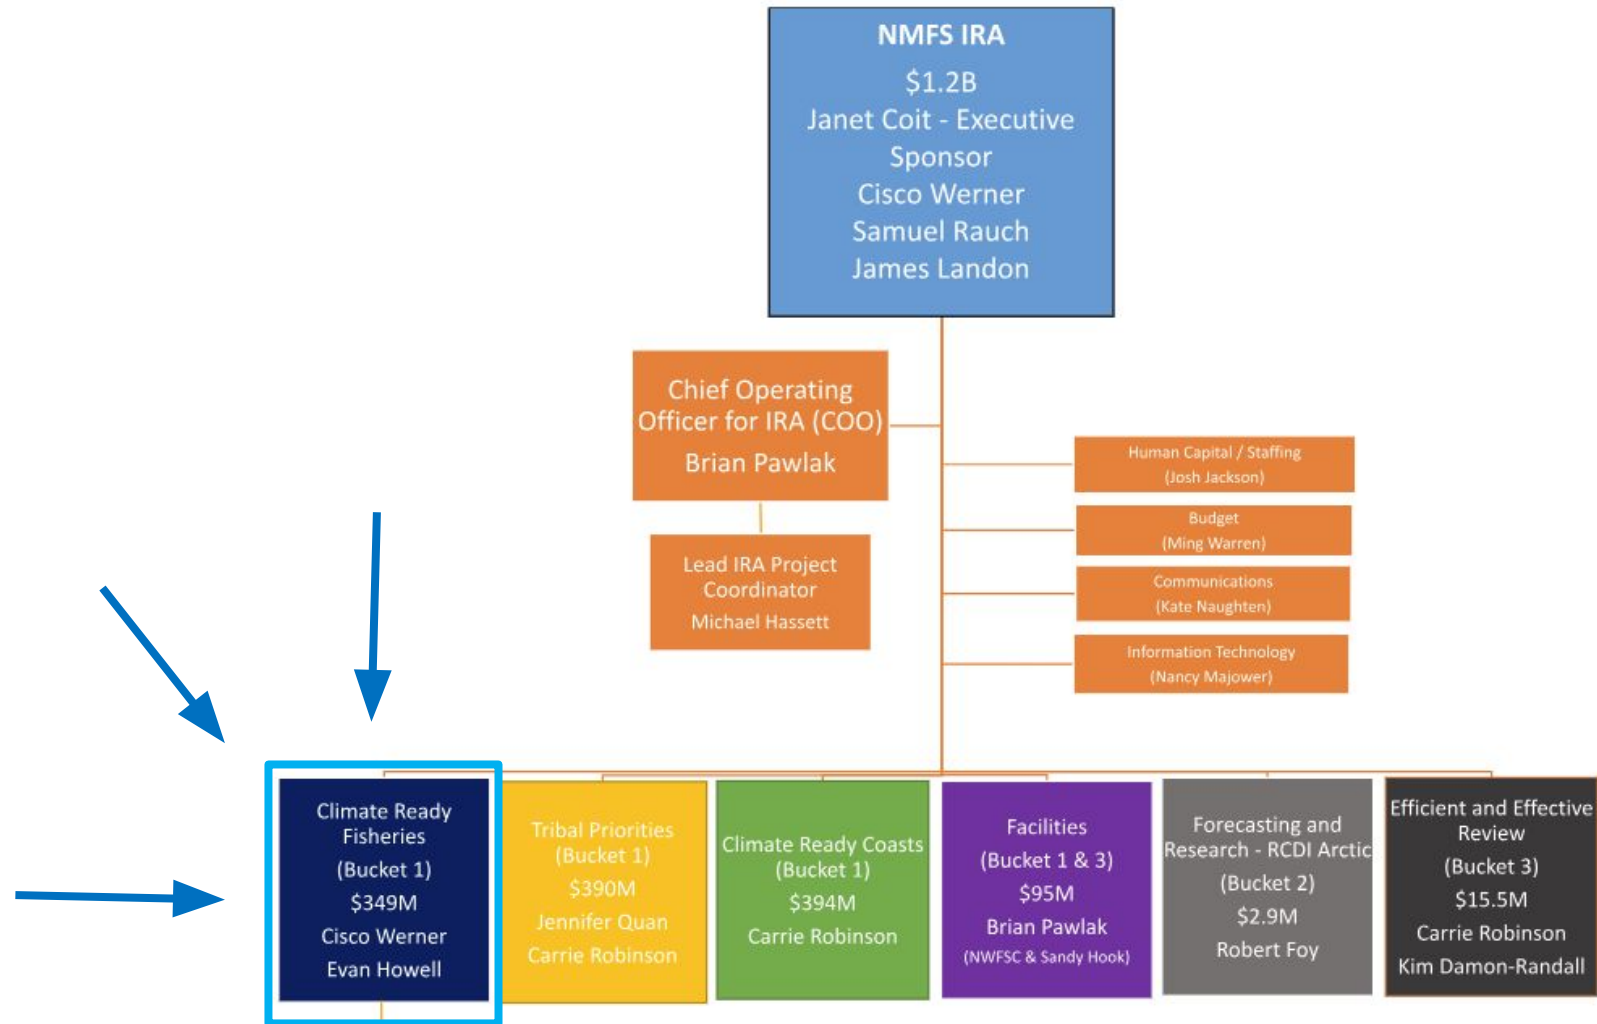 NMFS IRA
$1.2B
Janet Coit - Executive
Sponsor
Cisco Werner
Samuel Rauch
James Landon
Chief Operating
Officer for IRA (COO)
Brian Pawlak
Lead IRA Project
Coordinator
Michael Hassett
Human Capital / Staffing
(Josh Jackson)
Budget
(Ming Warren)
Communications
(Kate Naughten)
Information Technology
(Nancy Majower)
Climate Ready
Fisheries
(Bucket 1)
$349M
Cisco Werner
Evan Howell
Tribal Priorities
(Bucket 1)
$390M
Jennifer Quan
Carrie Robinson
Climate Ready Coasts
(Bucket 1)
$394M
Carrie Robinson
Facilities
(Bucket 1 & 3)
$95M
Brian Pawlak
(NWFSC & Sandy Hook)
Forecasting and
Research - RCDI Arctic
(Bucket 2)
$2.9M
Robert Foy
Efficient and Effective
Review
(Bucket 3)
$15.5M
Carrie Robinson
Kim Damon-Randall